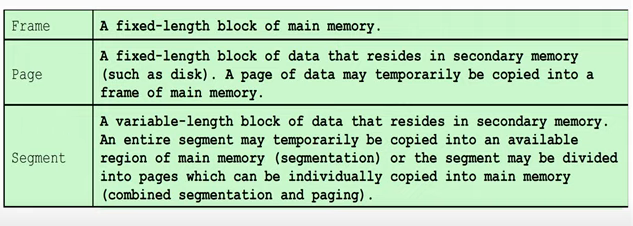 Frame A fixed-length block of main memory.
Page A fixed-length block of data that resides in secondary memory
(such as disk). A page of data may temporarily be copied into a
frame of main memory.
Segment A variable-length block of data that resides in secondary memory.
An entire segment may temporarily be copied into an available
region of main memory (segmentation) or the segment may be divided
into pages which can be individually copied into main memory
(combined segmentation and paging).